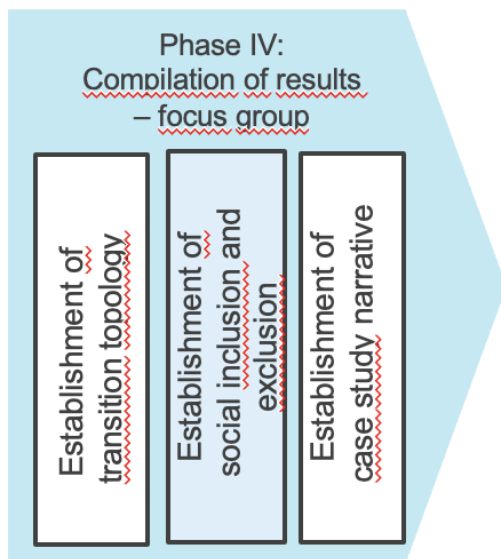 Phase IV:
Compilation of results
– focus group
Establishment of
transition topology
Establishment of
social inclusion and
exclusion
Establishment of
case study narrative